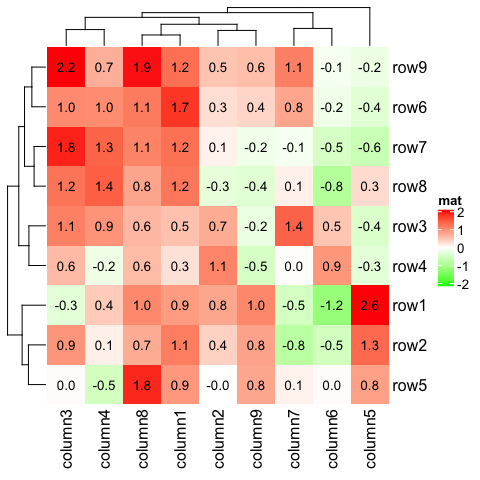 2.2 0.7 1.9 1.2 0.5 0.6 1.1 -0.1 -0.2 row9
1.0 1.0 1.1 1.7 0.3 0.4 0.8 -0.2 -0.4 row6
1.8 1.3 1.1 1.2 0.1 -0.2 -0.1 -0.5 -0.6 row7
1.2 1.4 0.8 1.2 -0.3 -0.4 0.1 -0.8 0.3 row8
1.1 0.9 0.6 0.5 0.7 -0.2 1.4 0.5 -0.4 row3
0.6 -0.2 0.6 0.3 1.1 -0.5 0.0 0.9 -0.3 row4
-0.3 0.4 1.0 0.9 0.8 1.0 -0.5 -1.2 2.6 row1
0.9 0.1 0.7 1.1 0.4 0.8 -0.8 -0.5 1.3 row2
0.0 -0.5 1.8 0.9 -0.0 0.8 0.1 0.0 0.8 row5
column3 column4 column8 column1 column2 column9 column7 column6 column5
mat
2
1
0
-1
-2